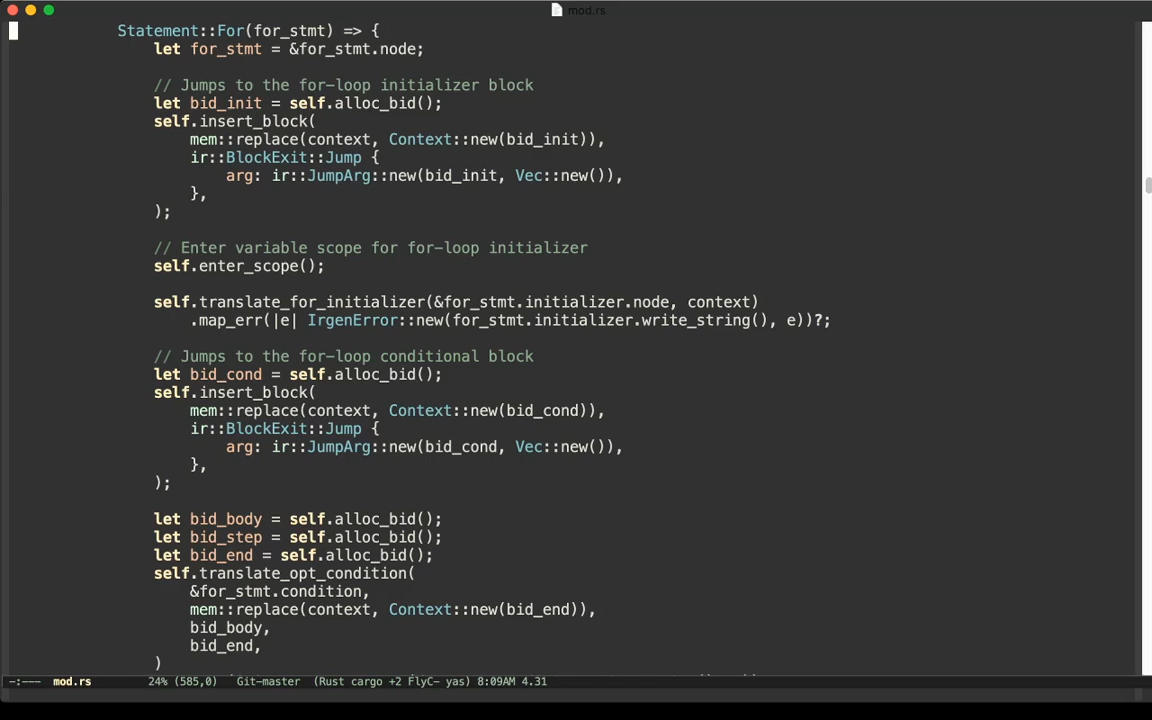 mod.rs
Statement::For(for_stmt) => {
let for_stmt = &for_stmt.node;
// Jumps to the for-loop initializer block
let bid_init = self.alloc_bid();
self.insert_block(
mem::replace(context, Context::new(bid_init)),
ir::BlockExit::Jump {
arg: ir::JumpArg::new(bid_init, Vec::new()),
},
);
// Enter variable scope for for-loop initializer
self.enter_scope();
self.translate_for_initializer(&for_stmt.initializer.node, context)
.map_err(|e| IrgenError::new(for_stmt.initializer.write_string(), e))?;
// Jumps to the for-loop conditional block
let bid_cond = self.alloc_bid();
self.insert_block(
mem::replace(context, Context::new(bid_cond)),
ir::BlockExit::Jump {
arg: ir::JumpArg::new(bid_cond, Vec::new()),
},
);
let bid_body = self.alloc_bid();
let bid_step = self.alloc_bid();
let bid_end = self.alloc_bid();
self.translate_opt_condition(
&for_stmt.condition,
mem::replace(context, Context::new(bid_end)),
bid_body,
bid_end,
)
-:--- mod.rs 24% (585,0) Git-master (Rust cargo +2 FlyC- yas) 8:09AM 4.31